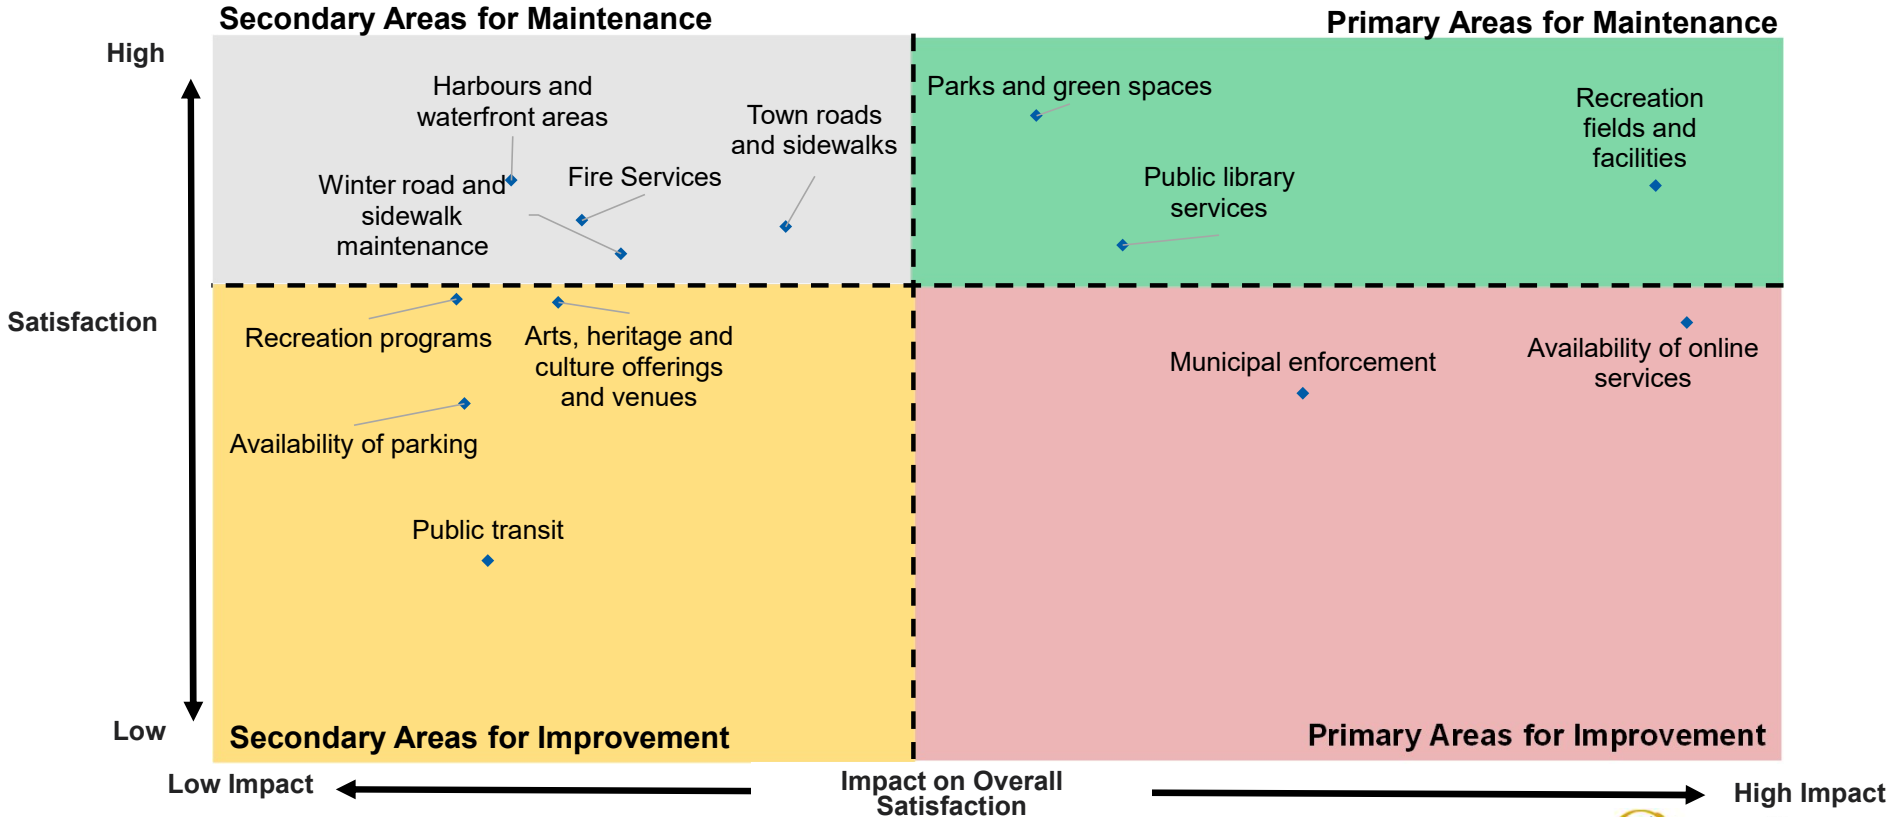 Secondary Areas for Maintenance
Primary Areas for Maintenance
High
Harbours and
waterfront areas
Town roads
and sidewalks
Winter road and
sidewalk
maintenance
Fire Services
Parks and green spaces
Public library
services
Recreation
fields and
facilities
Satisfaction
Recreation programs
Arts, heritage and
culture offerings
and venues
Availability of parking
Public transit
Municipal enforcement
Availability of online
services
Low
Secondary Areas for Improvement
Primary Areas for Improvement
Low Impact
Impact on Overall
Satisfaction
High Impact